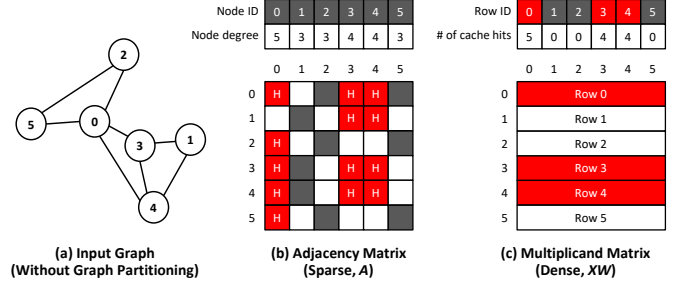 2
5
0
3
1
4
(a) Input Graph
(Without Graph Partitioning)
Node ID 0 1 2 3 4 5
Node degree 5 3 3 4 4 3
0 1 2 3 4 5
0 H H H
1 H H
2 H
3 H H H
4 H H H
5 H
(b) Adjacency Matrix
(Sparse, A)
Row ID 0 1 2 3 4 5
# of cache hits 5 0 0 4 4 0
0 1 2 3 4 5
0 Row 0
1 Row 1
2 Row 2
3 Row 3
4 Row 4
5 Row 5
(c) Multiplicand Matrix
(Dense, XW)